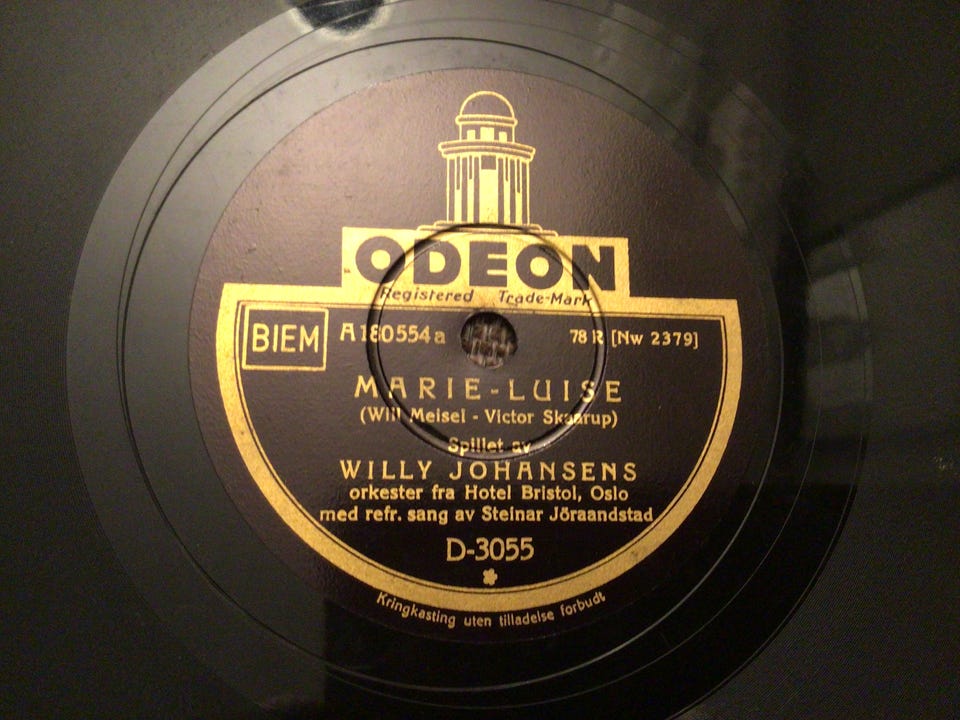 ODEON
Registered Trade-Mark
BIEM A 180554a 78 R [Nw 2379]
MARIE-LUISE
(Will Meisel - Victor Skaarup)
Spillet av
WILLY JOHANSENS
orkester fra Hotel Bristol, Oslo
med refr. sang av Steinar Jöraandstad
D-3055
Kringkasting uten tilladelse forbudt